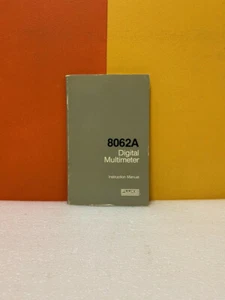 8062A
Digital
Multimeter
Instruction Manual